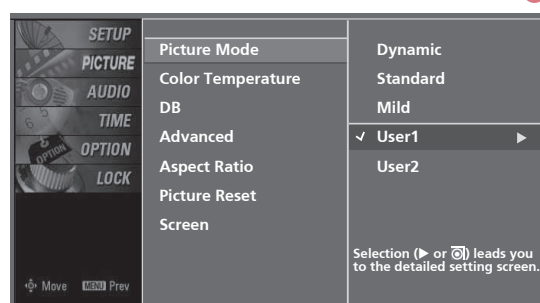 SETUP
PICTURE
AUDIO
TIME
OPTION
LOCK
Move MENU Prev
Picture Mode
Color Temperature
DB
Advanced
Aspect Ratio
Picture Reset
Screen
Dynamic
Standard
Mild
✓ User1 ▶
User2
Selection (▶ or ◉) leads you
to the detailed setting screen.